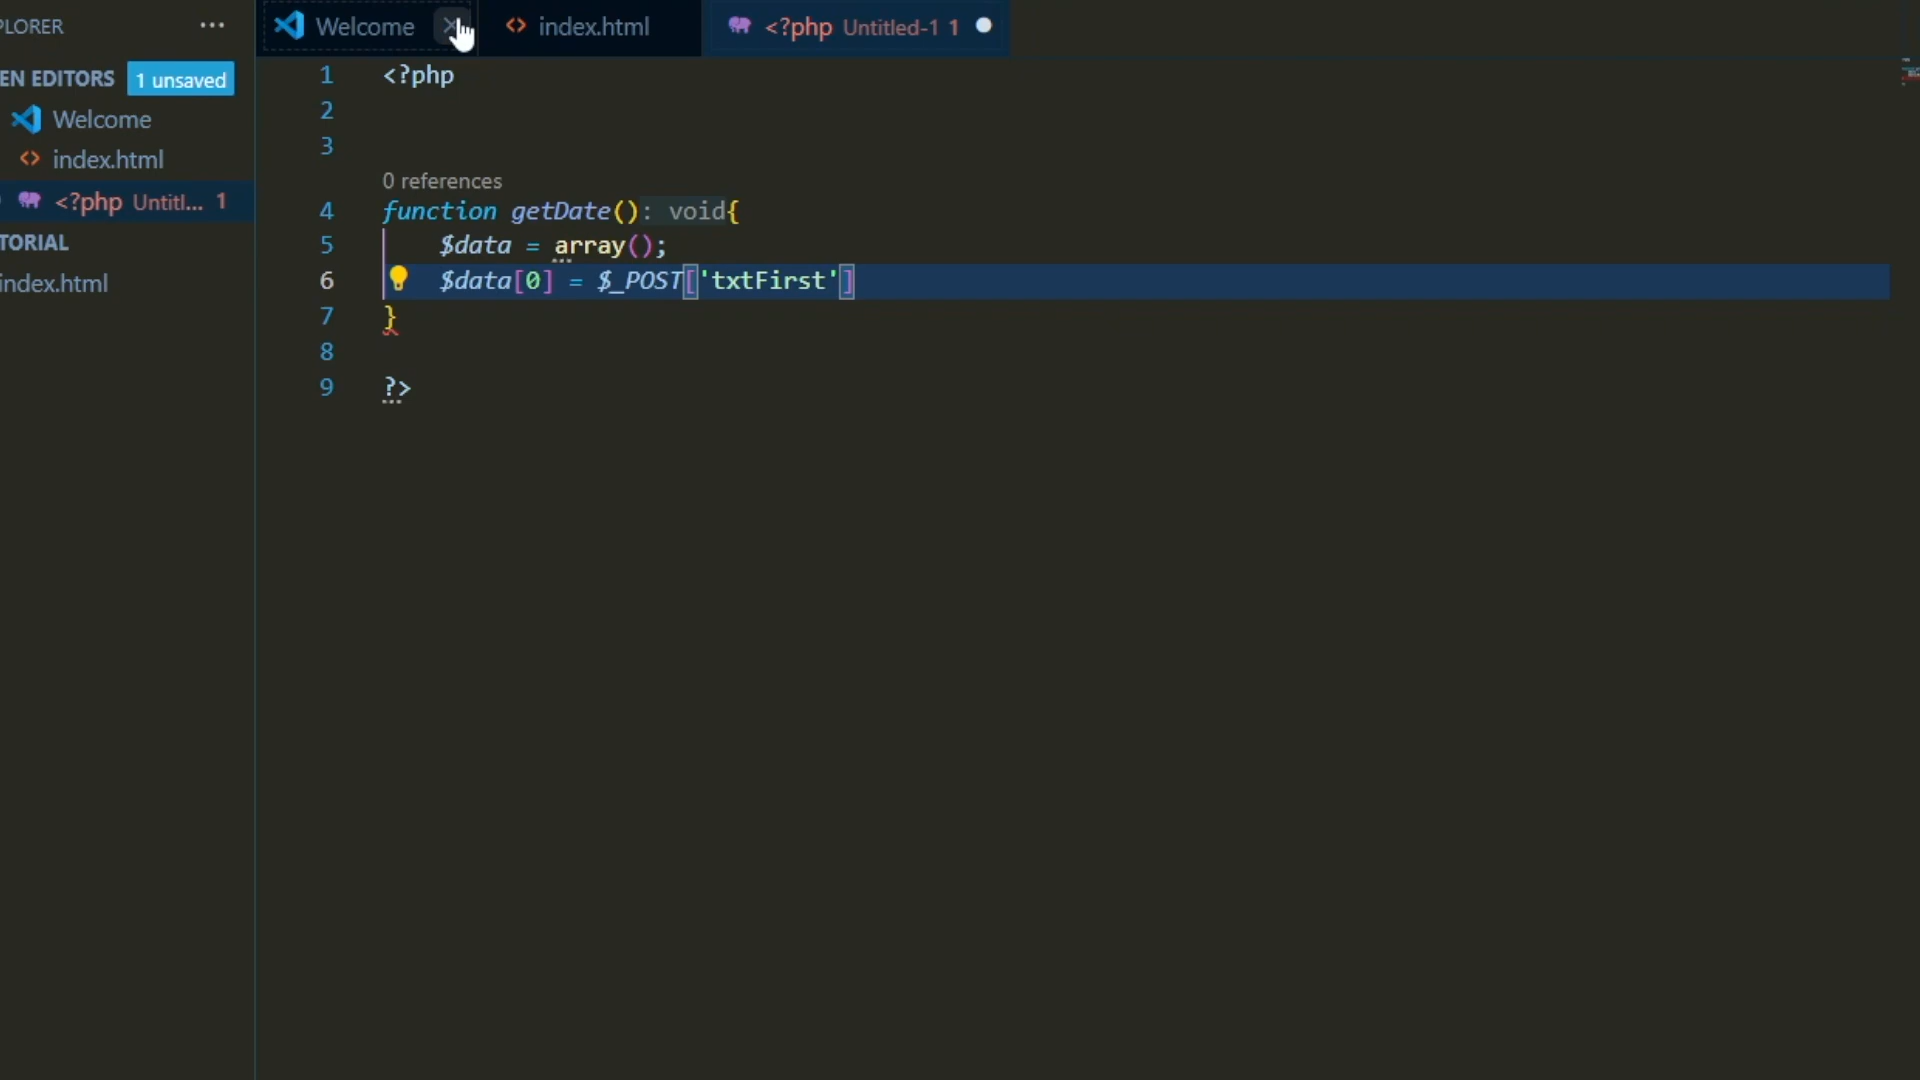 PLORER ...
Welcome
index.html
<?php Untitled-1 1
EN EDITORS 1 unsaved
Welcome
index.html
<?php Untitl... 1
TORIAL
index.html
1 <?php
2
3
0 references
4 function getDate(): void{
5 $data = array();
6 $data[0] = $_POST['txtFirst']
7 }
8
9 ?>